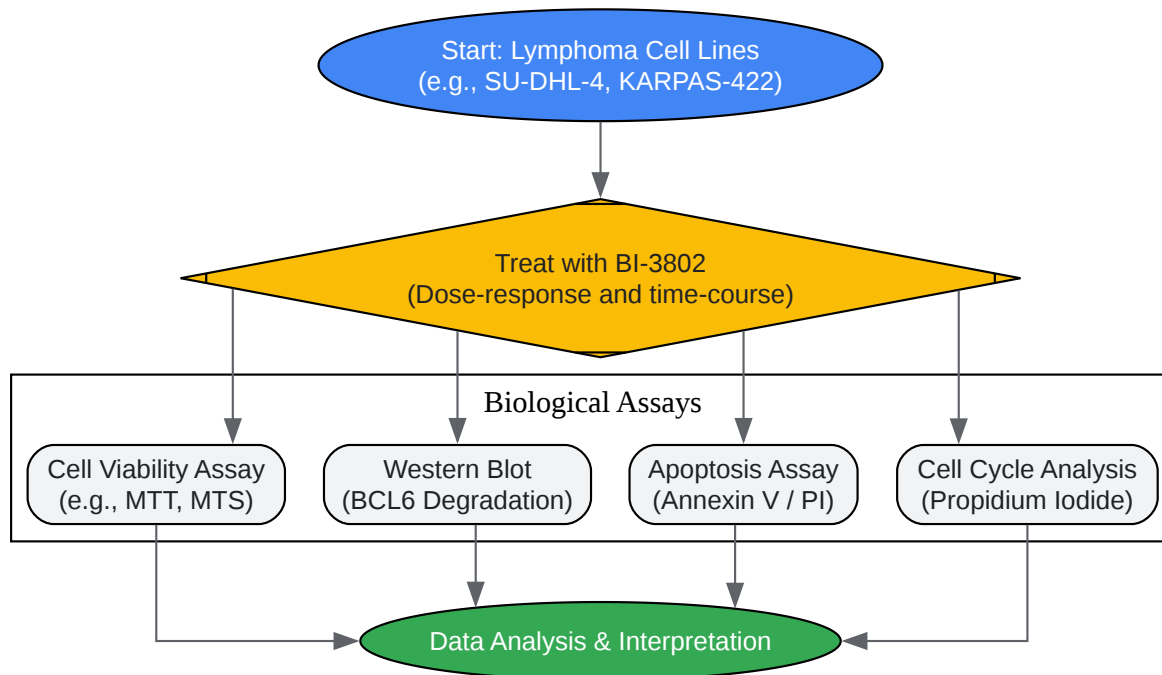 Start: Lymphoma Cell Lines
(e.g., SU-DHL-4, KARPAS-422)
Treat with BI-3802
(Dose-response and time-course)
Biological Assays
Cell Viability Assay
(e.g., MTT, MTS)
Western Blot
(BCL6 Degradation)
Apoptosis Assay
(Annexin V / PI)
Cell Cycle Analysis
(Propidium Iodide)
Data Analysis & Interpretation